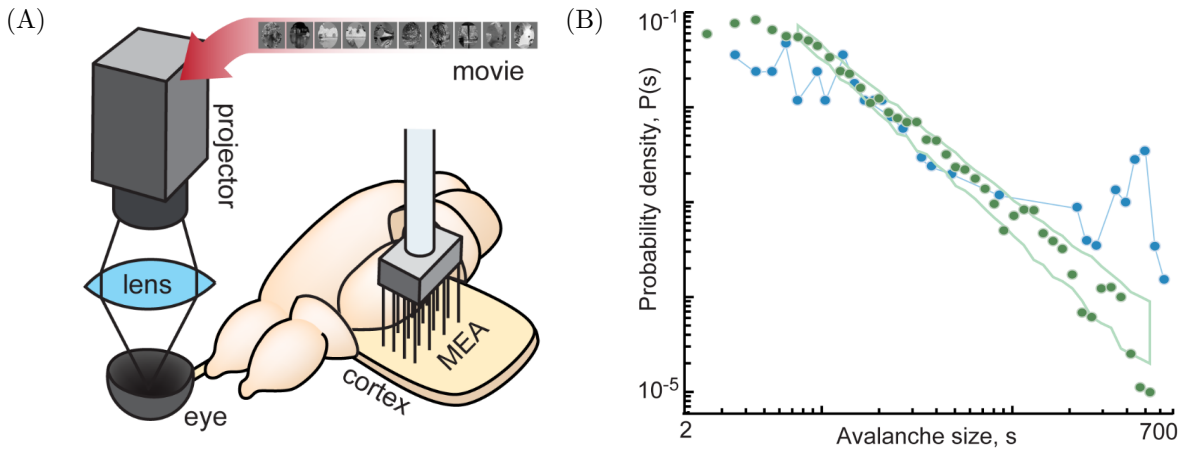 (A)
movie
projector
lens
eye
MEA
cortex
(B)
Probability density, P(s)
10-1
10-5
2
700
Avalanche size, s